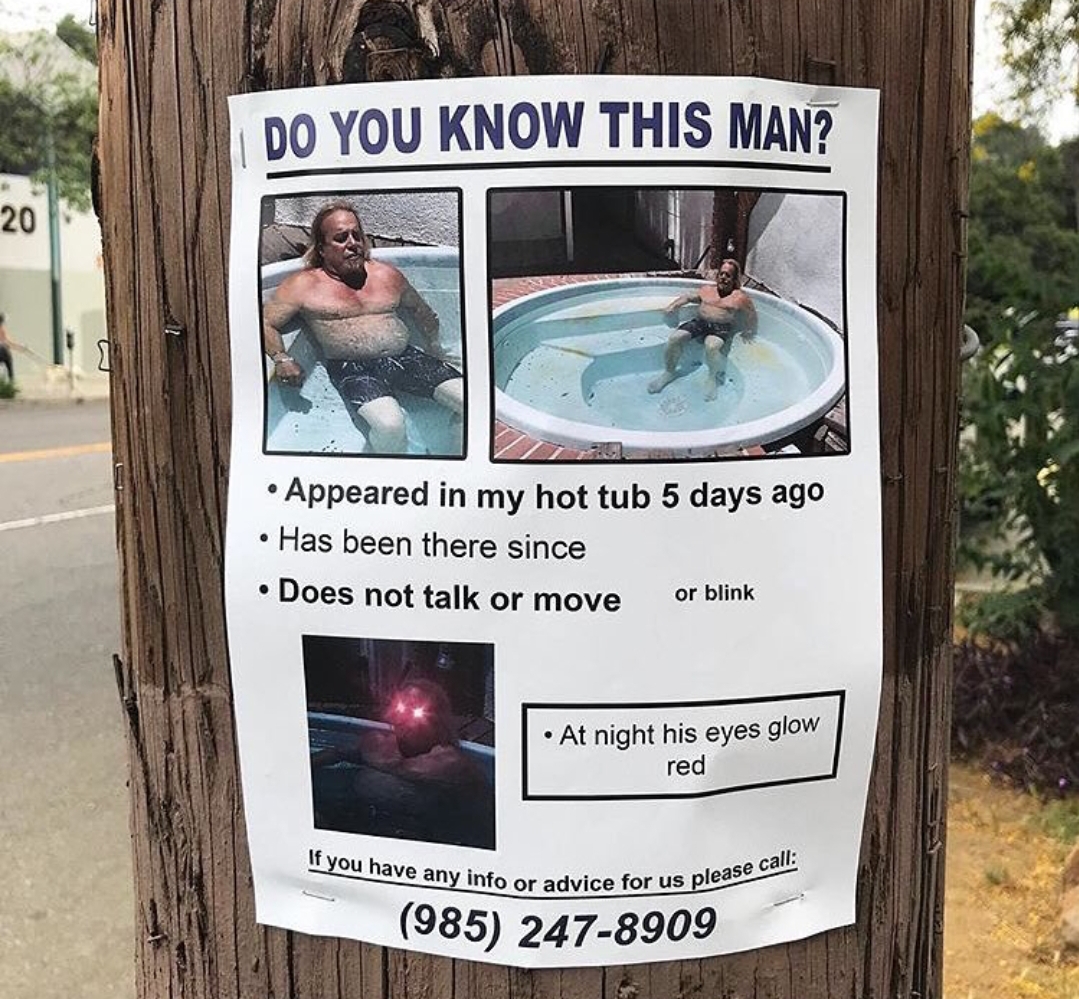 20
DO YOU KNOW THIS MAN?
• Appeared in my hot tub 5 days ago
• Has been there since
• Does not talk or move or blink
• At night his eyes glow
red
If you have any info or advice for us please call:
(985) 247-8909